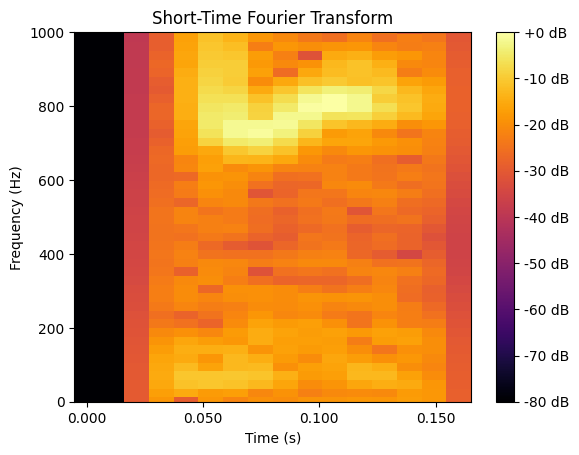 Short-Time Fourier Transform
1000
800
600
400
200
0
Frequency (Hz)
0.000
0.050
0.100
0.150
Time (s)
+0 dB
-10 dB
-20 dB
-30 dB
-40 dB
-50 dB
-60 dB
-70 dB
-80 dB